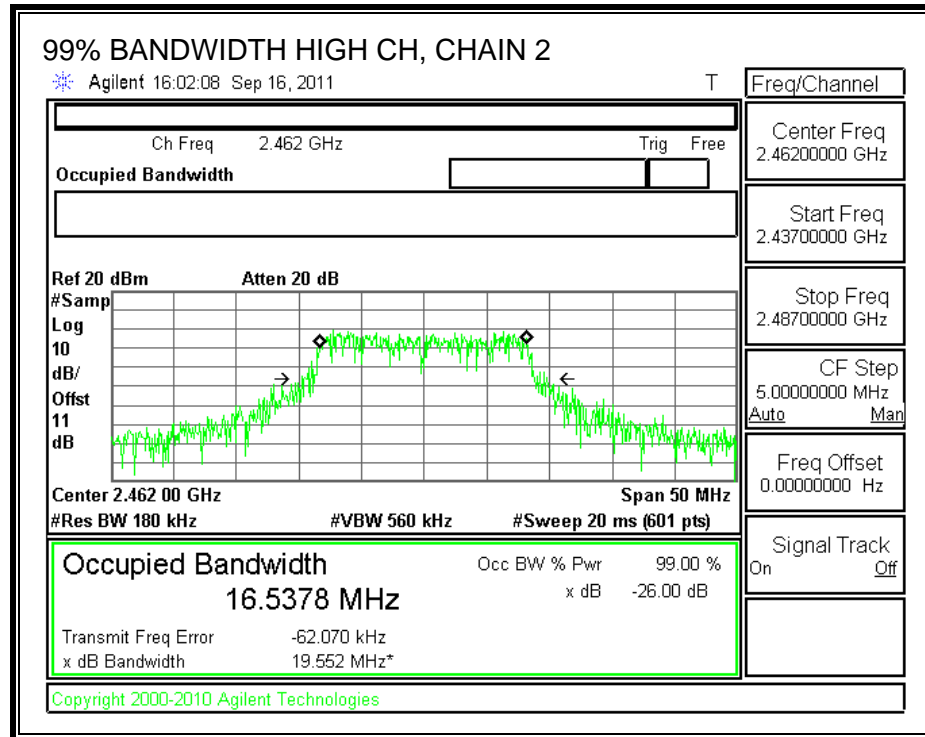 99% BANDWIDTH HIGH CH, CHAIN 2
Agilent 16:02:08 Sep 16, 2011 T
Freq/Channel
Ch Freq 2.462 GHz Trig Free
Occupied Bandwidth
Center Freq
2.46200000 GHz
Start Freq
2.43700000 GHz
Stop Freq
2.48700000 GHz
CF Step
5.00000000 MHz
Auto Man
Freq Offset
0.00000000 Hz
Signal Track
On Off
Ref 20 dBm Atten 20 dB
#Samp
Log
10
dB/
Offst
11
dB
Center 2.462 00 GHz Span 50 MHz
#Res BW 180 kHz #VBW 560 kHz #Sweep 20 ms (601 pts)
Occupied Bandwidth Occ BW % Pwr 99.00 %
16.5378 MHz x dB -26.00 dB
Transmit Freq Error -62.070 kHz
x dB Bandwidth 19.552 MHz*
Copyright 2000-2010 Agilent Technologies